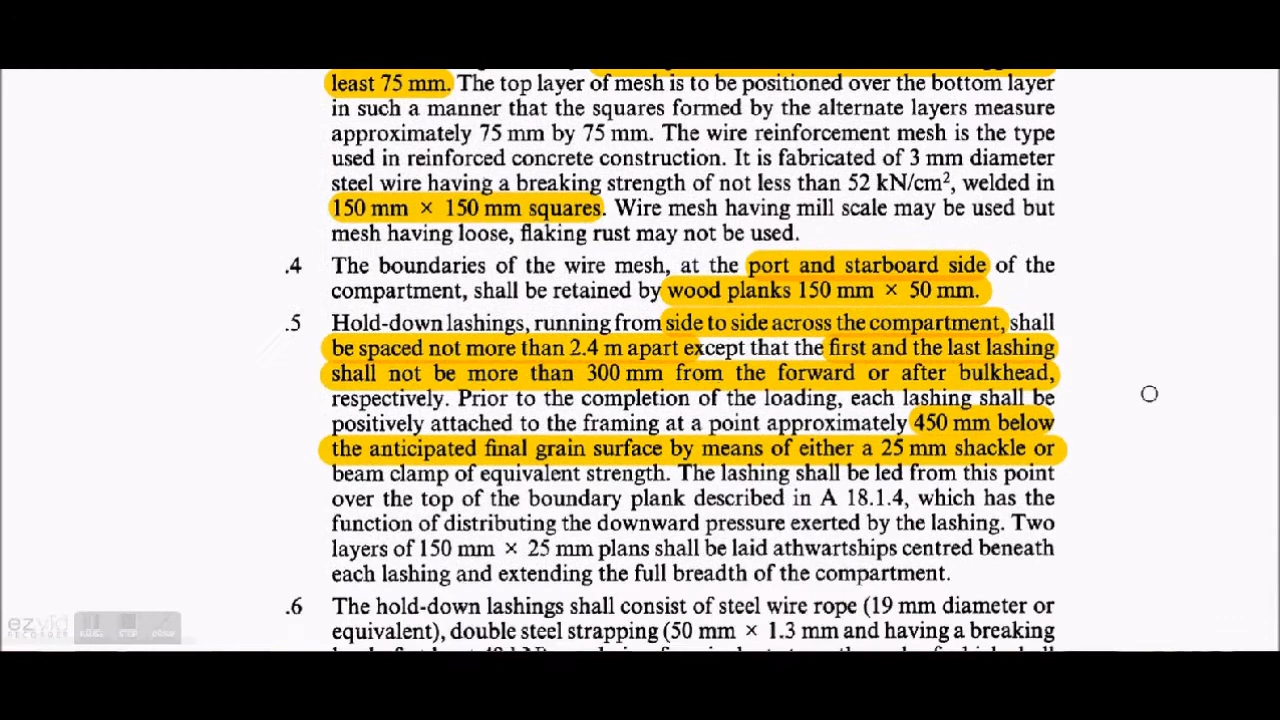 least 75 mm. The top layer of mesh is to be positioned over the bottom layer
in such a manner that the squares formed by the alternate layers measure
approximately 75 mm by 75 mm. The wire reinforcement mesh is the type
used in reinforced concrete construction. It is fabricated of 3 mm diameter
steel wire having a breaking strength of not less than 52 kN/cm², welded in
150 mm × 150 mm squares. Wire mesh having mill scale may be used but
mesh having loose, flaking rust may not be used.
.4 The boundaries of the wire mesh, at the port and starboard side of the
compartment, shall be retained by wood planks 150 mm × 50 mm.
.5 Hold-down lashings, running from side to side across the compartment, shall
be spaced not more than 2.4 m apart except that the first and the last lashing
shall not be more than 300 mm from the forward or after bulkhead,
respectively. Prior to the completion of the loading, each lashing shall be
positively attached to the framing at a point approximately 450 mm below
the anticipated final grain surface by means of either a 25 mm shackle or
beam clamp of equivalent strength. The lashing shall be led from this point
over the top of the boundary plank described in A 18.1.4, which has the
function of distributing the downward pressure exerted by the lashing. Two
layers of 150 mm × 25 mm plans shall be laid athwartships centred beneath
each lashing and extending the full breadth of the compartment.
.6 The hold-down lashings shall consist of steel wire rope (19 mm diameter or
equivalent), double steel strapping (50 mm × 1.3 mm and having a breaking
ezvid
RECORDER